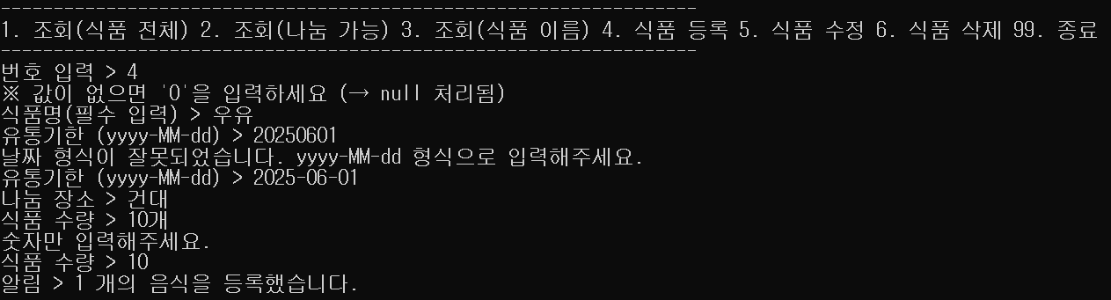 ------------------------------------------------------------------
1. 조회(식품 전체) 2. 조회(나눔 가능) 3. 조회(식품 이름) 4. 식품 등록 5. 식품 수정 6. 식품 삭제 99. 종료
------------------------------------------------------------------
번호 입력 > 4
※ 값이 없으면 '0'을 입력하세요 (→ null 처리됨)
식품명(필수 입력) > 우유
유통기한 (yyyy-MM-dd) > 20250601
날짜 형식이 잘못되었습니다. yyyy-MM-dd 형식으로 입력해주세요.
유통기한 (yyyy-MM-dd) > 2025-06-01
나눔 장소 > 건대
식품 수량 > 10개
숫자만 입력해주세요.
식품 수량 > 10
알림 > 1 개의 음식을 등록했습니다.